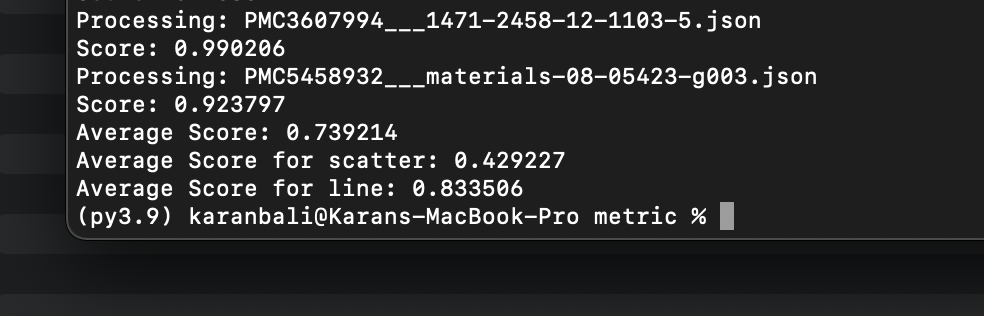 Processing: PMC3607994___1471-2458-12-1103-5.json
Score: 0.990206
Processing: PMC5458932___materials-08-05423-g003.json
Score: 0.923797
Average Score: 0.739214
Average Score for scatter: 0.429227
Average Score for line: 0.833506
(py3.9) karanbali@Karans-MacBook-Pro metric %